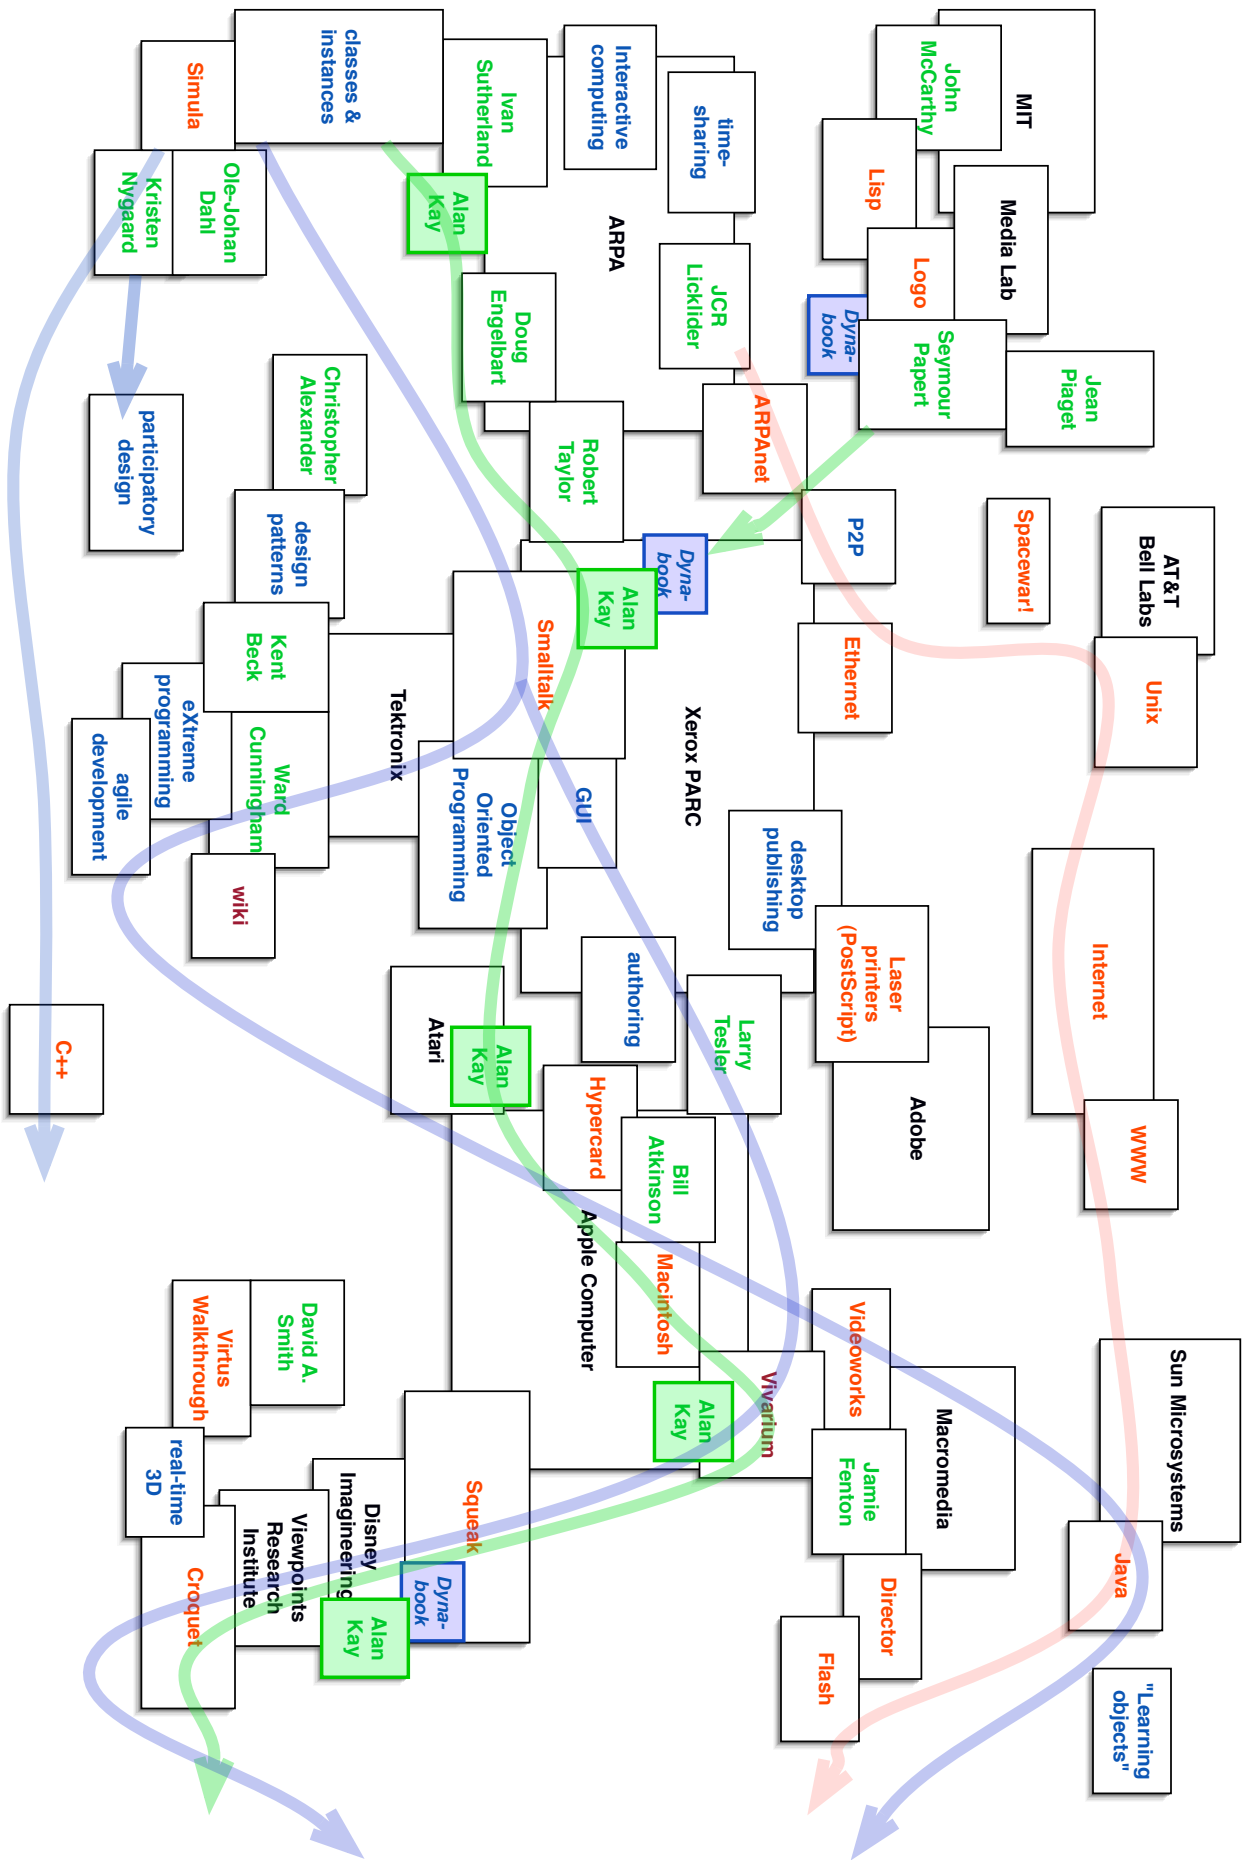 MIT
John
McCarthy
Media Lab
Lisp
Logo
Dyna-
book
Seymour
Papert
Jean
Piaget
AT&T
Bell Labs
Spacewar!
Unix
Internet
WWW
Sun Microsystems
Java
"Learning
objects"
time-
sharing
Interactive
computing
ARPA
JCR
Licklider
ARPAnet
P2P
Ethernet
Ivan
Sutherland
Alan
Kay
Doug
Engelbart
Robert
Taylor
Dyna-
book
Alan
Kay
Smalltalk
Xerox PARC
GUI
Object
Oriented
Programming
desktop
publishing
Laser
printers
(PostScript)
Adobe
authoring
Larry
Tesler
Atari
Alan
Kay
Hypercard
Bill
Atkinson
Apple Computer
Macintosh
Videoworks
Vivarium
Alan
Kay
Macromedia
Jamie
Fenton
Director
Flash
classes &
instances
Simula
Ole-Johan
Dahl
Kristen
Nygaard
participatory
design
Christopher
Alexander
design
patterns
Kent
Beck
Tektronix
eXtreme
programming
Ward
Cunningham
agile
development
wiki
C++
David A.
Smith
Virtus
Walkthrough
real-time
3D
Squeak
Disney
Imagineering
Viewpoints
Research
Institute
Dyna-
book
Alan
Kay
Croquet